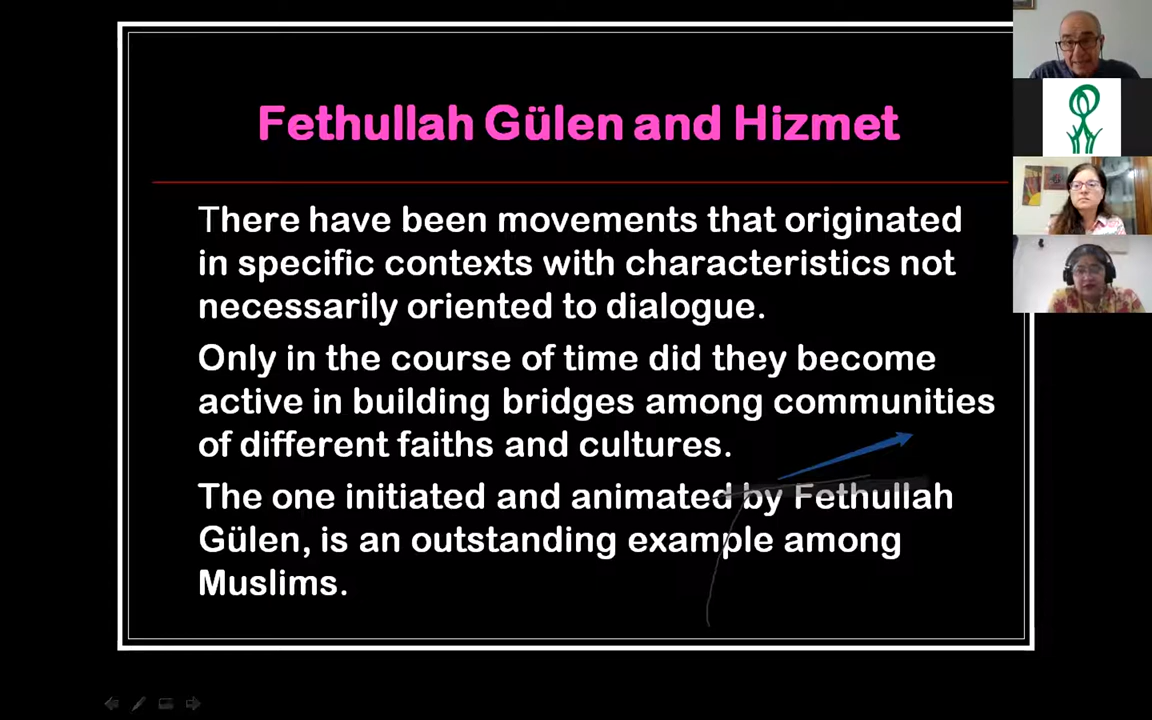 Fethullah Gülen and Hizmet
There have been movements that originated
in specific contexts with characteristics not
necessarily oriented to dialogue.
Only in the course of time did they become
active in building bridges among communities
of different faiths and cultures.
The one initiated and animated by Fethullah
Gülen, is an outstanding example among
Muslims.